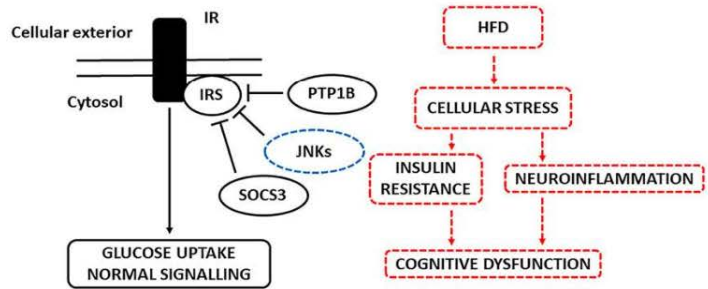 Cellular exterior
IR
Cytosol
IRS
PTP1B
JNKs
SOCS3
GLUCOSE UPTAKE
NORMAL SIGNALLING
HFD
CELLULAR STRESS
INSULIN
RESISTANCE
NEUROINFLAMMATION
COGNITIVE DYSFUNCTION